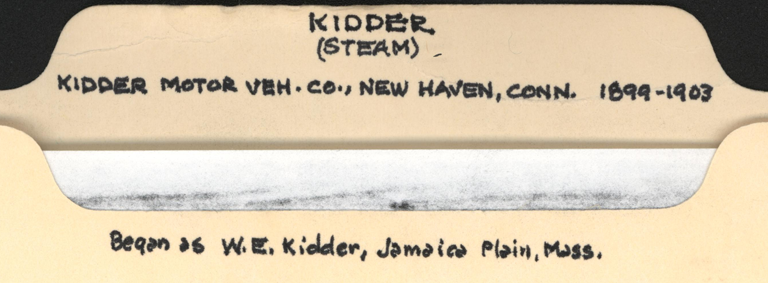 KIDDER
(STEAM)
KIDDER MOTOR VEH. CO., NEW HAVEN, CONN. 1899-1903
Began as W.E. Kidder, Jamaica Plain, Mass.